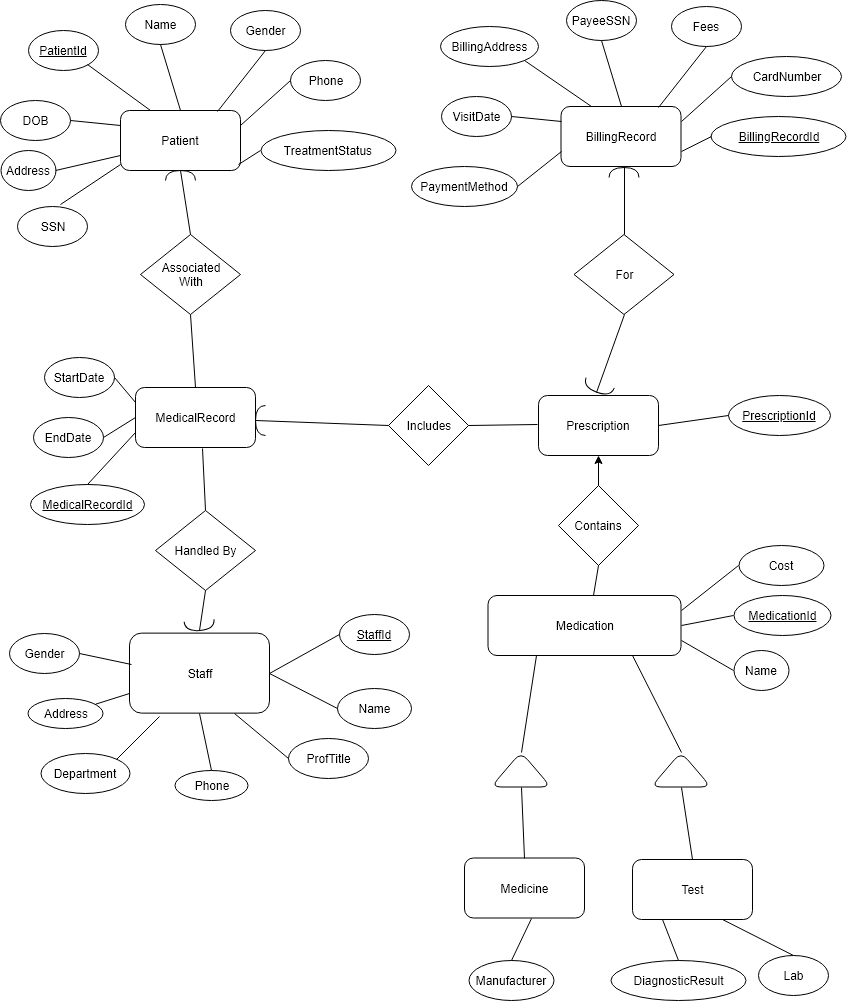 Name
Gender
PatientId
Phone
DOB
Patient
TreatmentStatus
Address
SSN
PayeeSSN
Fees
BillingAddress
CardNumber
VisitDate
BillingRecord
BillingRecordId
PaymentMethod
Associated
With
For
StartDate
EndDate
MedicalRecord
MedicalRecordId
Includes
Prescription
PrescriptionId
Handled By
Contains
Cost
Medication
MedicationId
Name
StaffId
Gender
Staff
Address
Name
Department
Phone
ProfTitle
Medicine
Test
Manufacturer
DiagnosticResult
Lab